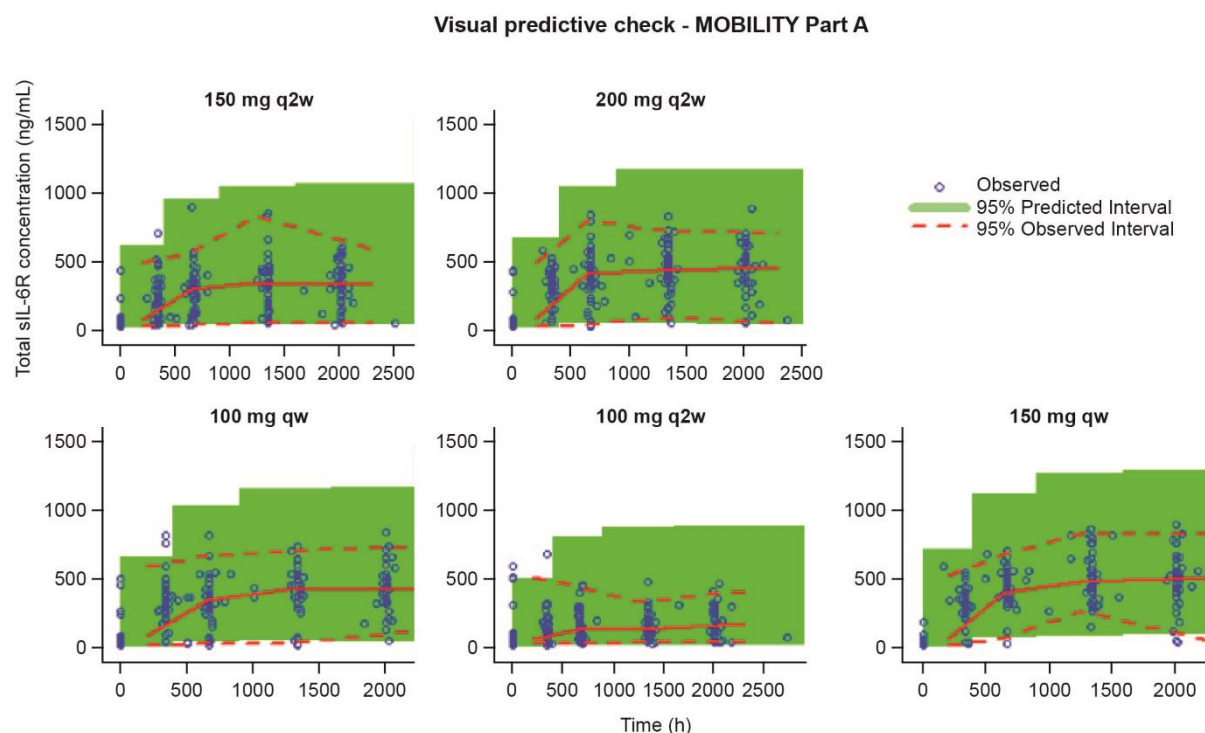 Visual predictive check - MOBILITY Part A
150 mg q2w
200 mg q2w
Total sIL-6R concentration (ng/mL)
1500
1000
500
0
0 500 1000 1500 2000 2500
1500
1000
500
0
0 500 1000 1500 2000 2500
Observed
95% Predicted Interval
95% Observed Interval
100 mg qw
100 mg q2w
150 mg qw
1500
1000
500
0
0 500 1000 1500 2000
1500
1000
500
0
0 500 1000 1500 2000 2500
1500
1000
500
0
0 500 1000 1500 2000
Time (h)